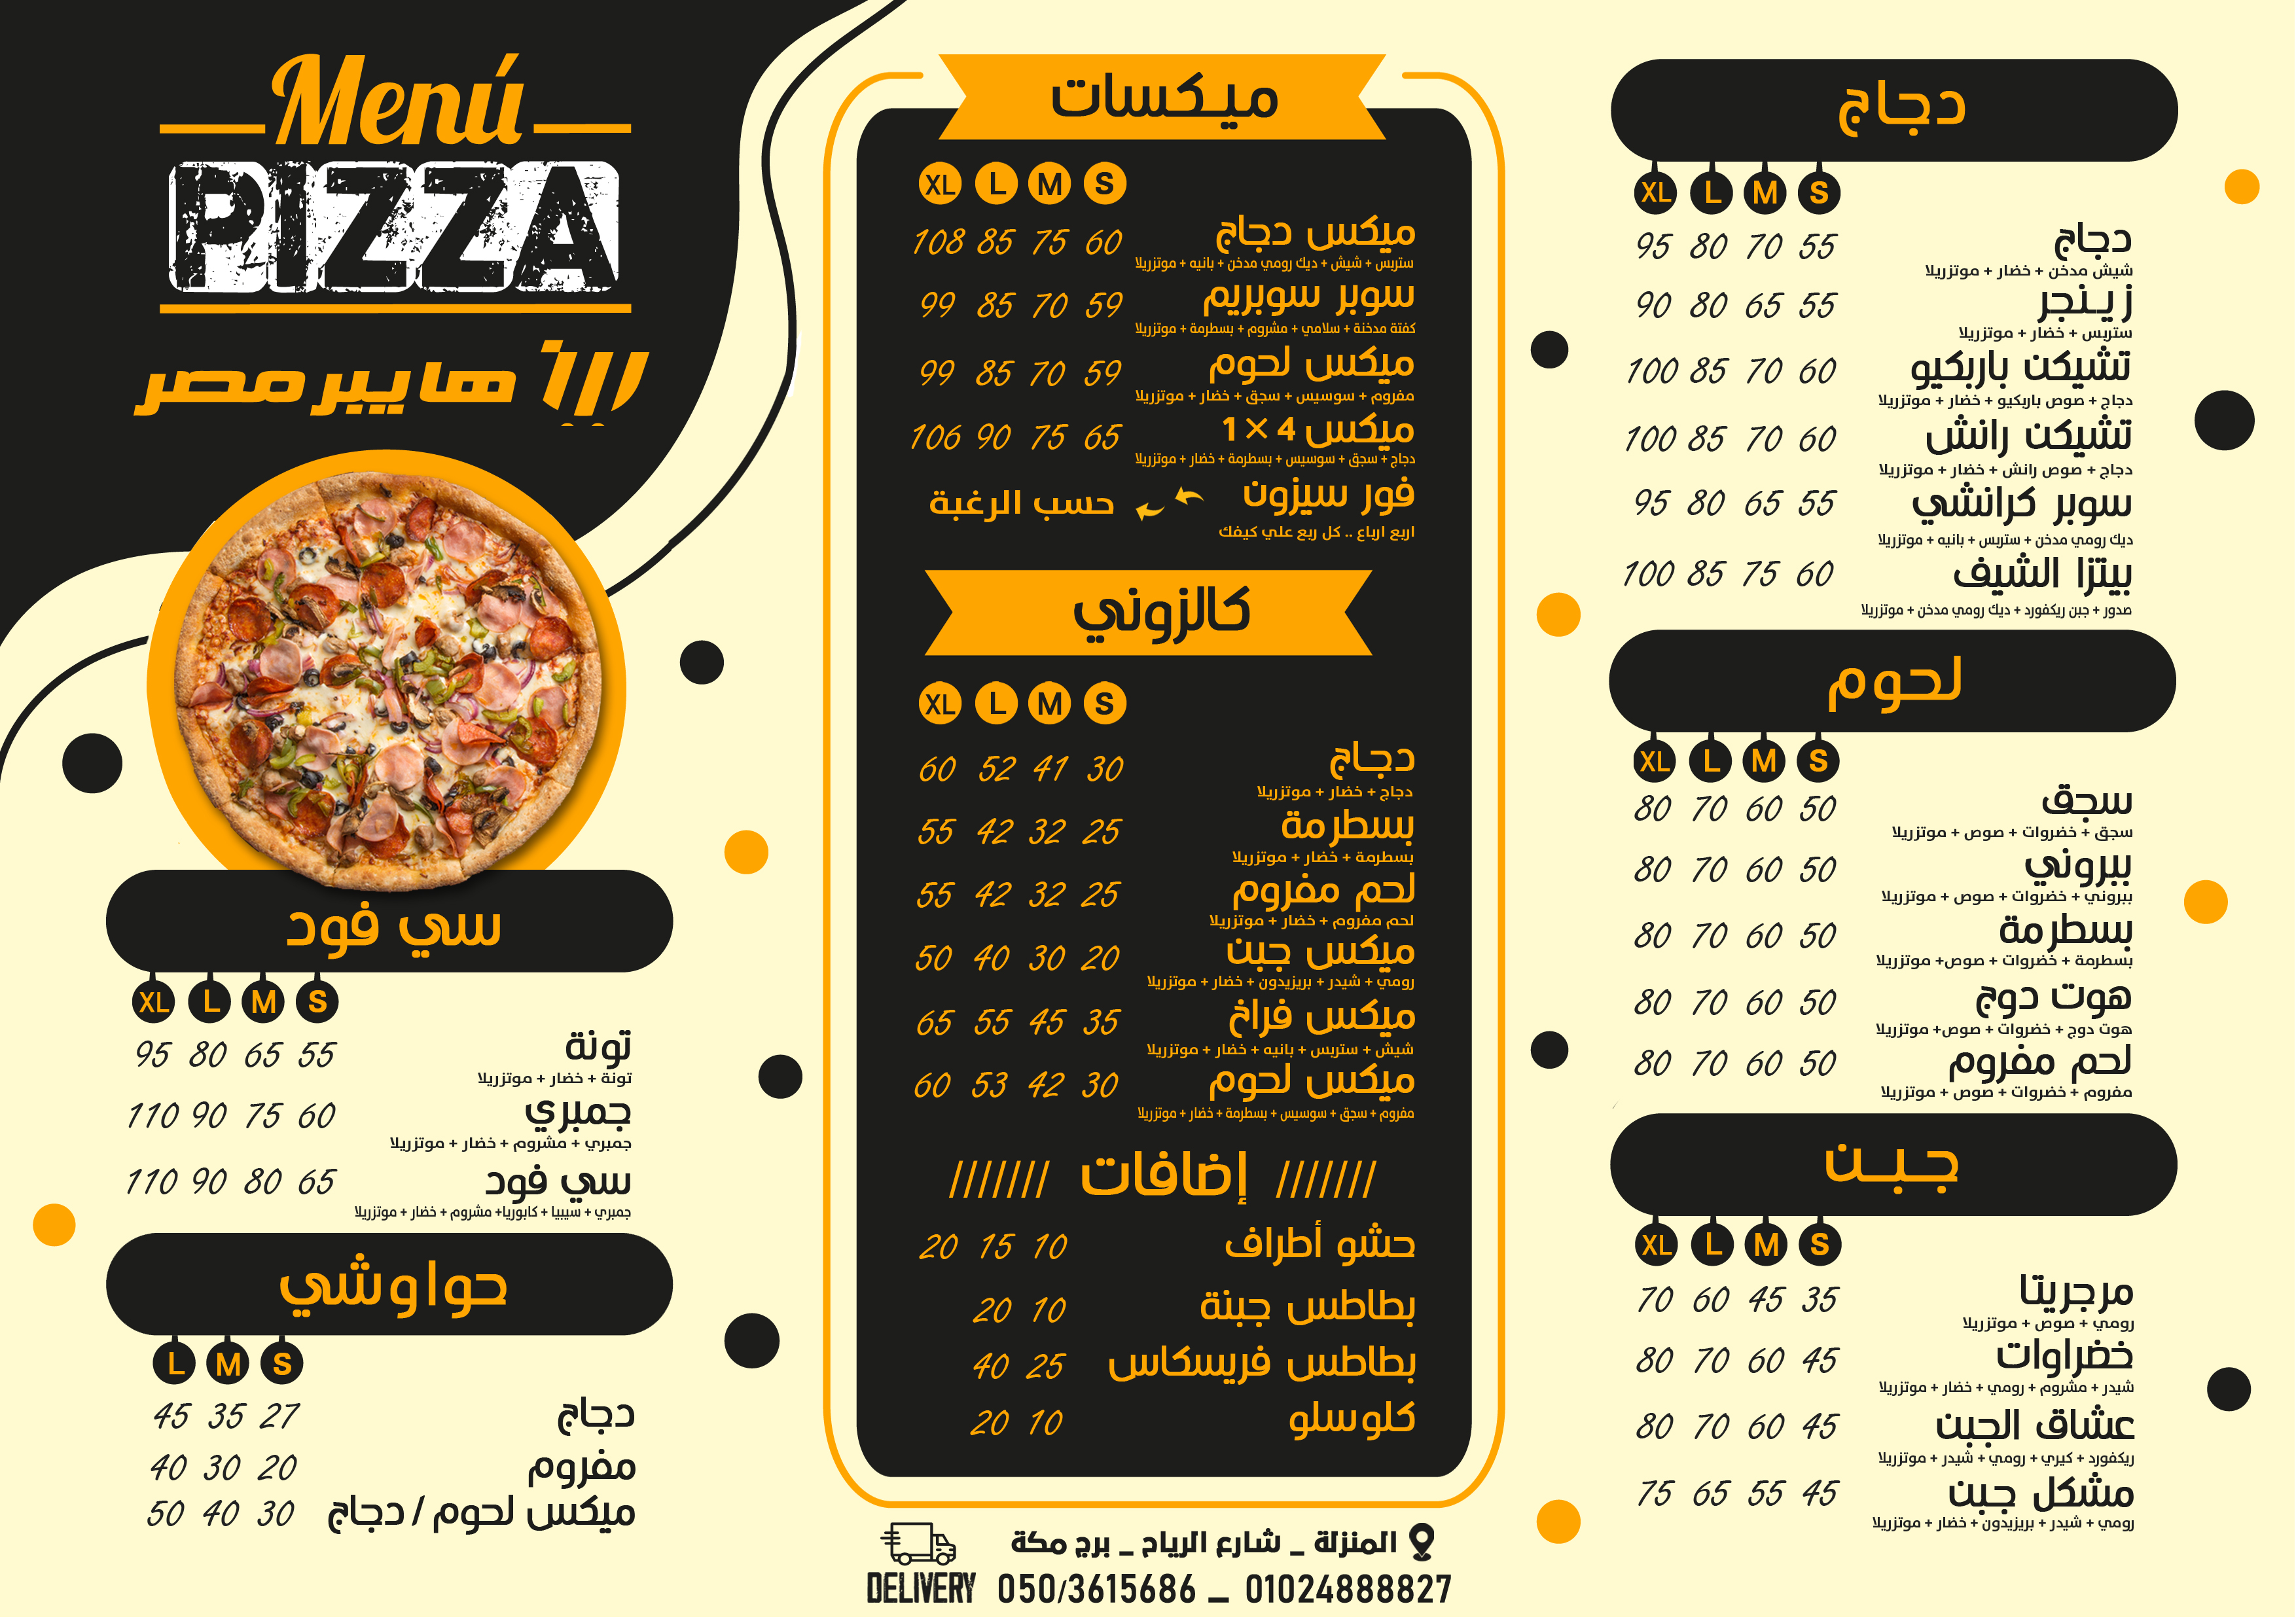 Menú
PIZZA
هايبر مصر
دجاج
XL L M S
دجاج 95 80 70 55
شيش مدخن + خضار + موتزريلا
زينجر 90 80 65 55
ستربس + خضار + موتزريلا
تشيكن باربكيو 100 85 70 60
دجاج + صوص باربكيو + خضار + موتزريلا
تشيكن رانش 100 85 70 60
دجاج + صوص رانش + خضار + موتزريلا
سوبر كرانشي 95 80 65 55
ديك رومي مدخن + ستربس + بانيه + موتزريلا
بيتزا الشيف 100 85 75 60
صدور + جبن ريكفورد + ديك رومي مدخن + موتزريلا
لحوم
XL L M S
سجق 80 70 60 50
سجق + خضروات + صوص + موتزريلا
ببروني 80 70 60 50
ببروني + خضروات + صوص + موتزريلا
بسطرمة 80 70 60 50
بسطرمة + خضروات + صوص+ موتزريلا
هوت دوج 80 70 60 50
هوت دوج + خضروات + صوص+ موتزريلا
لحم مفروم 80 70 60 50
مفروم + خضروات + صوص + موتزريلا
جبن
XL L M S
مرجريتا 70 60 45 35
رومي + صوص + موتزريلا
خضراوات 80 70 60 45
شيدر + مشروم + رومي + خضار + موتزريلا
عشاق الجبن 80 70 60 45
ريكفورد + كيري + رومي + شيدر + موتزريلا
مشكل جبن 75 65 55 45
رومي + شيدر + بريزيدون + خضار + موتزريلا
ميكسات
XL L M S
ميكس دجاج 108 85 75 60
ستربس + شيش + ديك رومي مدخن + بانيه + موتزريلا
سوبر سوبريم 99 85 70 59
كفتة مدخنة + سلامي + مشروم + بسطرمة + موتزريلا
ميكس لحوم 99 85 70 59
مفروم + سوسيس + سجق + خضار + موتزريلا
ميكس 4×1 106 90 75 65
دجاج + سجق + سوسيس + بسطرمة + خضار + موتزريلا
فور سيزون حسب الرغبة
اربع ارباع .. كل ربع علي كيفك
كالزوني
XL L M S
دجاج 60 52 41 30
دجاج + خضار + موتزريلا
بسطرمة 55 42 32 25
بسطرمة + خضار + موتزريلا
لحم مفروم 55 42 32 25
لحم مفروم + خضار + موتزريلا
ميكس جبن 50 40 30 20
رومي + شيدر + بريزيدون + خضار + موتزريلا
ميكس فراخ 65 55 45 35
شيش + ستربس + بانيه + خضار + موتزريلا
ميكس لحوم 60 53 42 30
مفروم + سجق + سوسيس + بسطرمة + خضار + موتزريلا
/////// إضافات ///////
حشو أطراف 20 15 10
بطاطس جبنة 20 10
بطاطس فريسكاس 40 25
كلوسلو 20 10
سي فود
XL L M S
تونة 95 80 65 55
تونة + خضار + موتزريلا
جمبري 110 90 75 60
جمبري + مشروم + خضار + موتزريلا
سي فود 110 90 80 65
جمبري + سيبيا + كابوريا+ مشروم + خضار + موتزريلا
حواوشي
L M S
دجاج 45 35 27
مفروم 40 30 20
ميكس لحوم / دجاج 50 40 30
المنزلة _ شارع الرياح _ برج مكة
DELIVERY 050/3615686 _ 01024888827